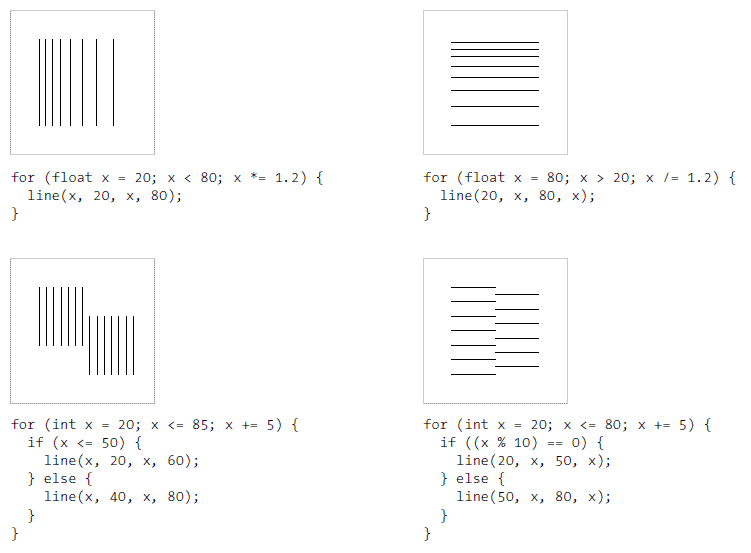 for (float x = 20; x < 80; x *= 1.2) {
  line(x, 20, x, 80);
}
for (float x = 80; x > 20; x /= 1.2) {
  line(20, x, 80, x);
}
for (int x = 20; x <= 85; x += 5) {
  if (x <= 50) {
    line(x, 20, x, 60);
  } else {
    line(x, 40, x, 80);
  }
}
for (int x = 20; x <= 80; x += 5) {
  if ((x % 10) == 0) {
    line(20, x, 50, x);
  } else {
    line(50, x, 80, x);
  }
}